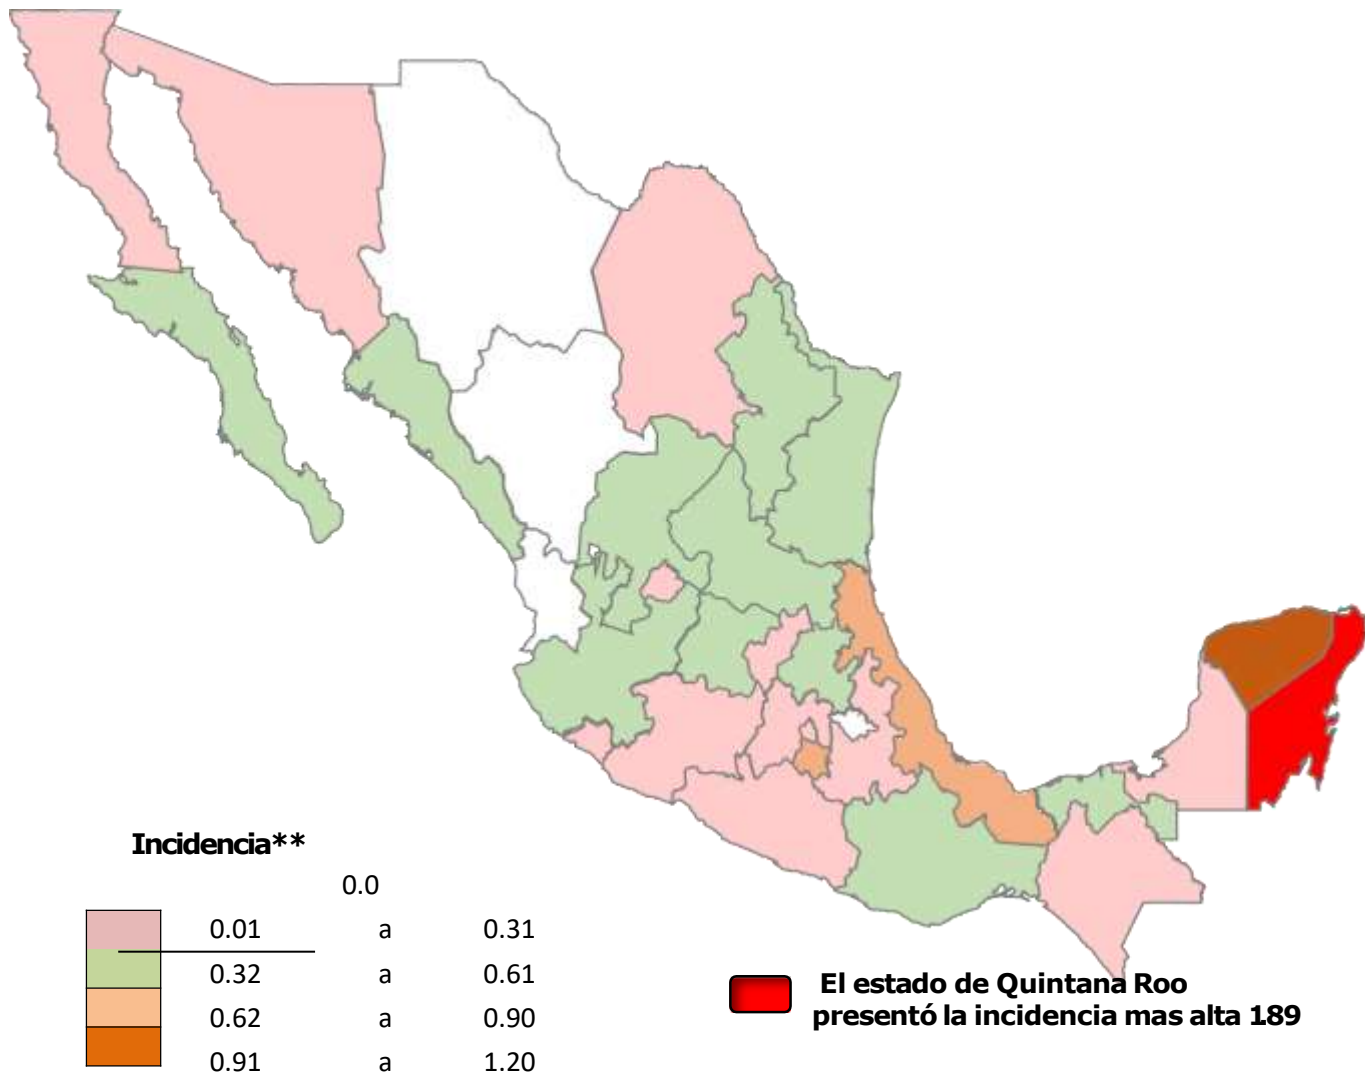 Incidencia**
0.0
0.01 a 0.31
0.32 a 0.61
0.62 a 0.90
0.91 a 1.20
El estado de Quintana Roo
presentó la incidencia mas alta 189